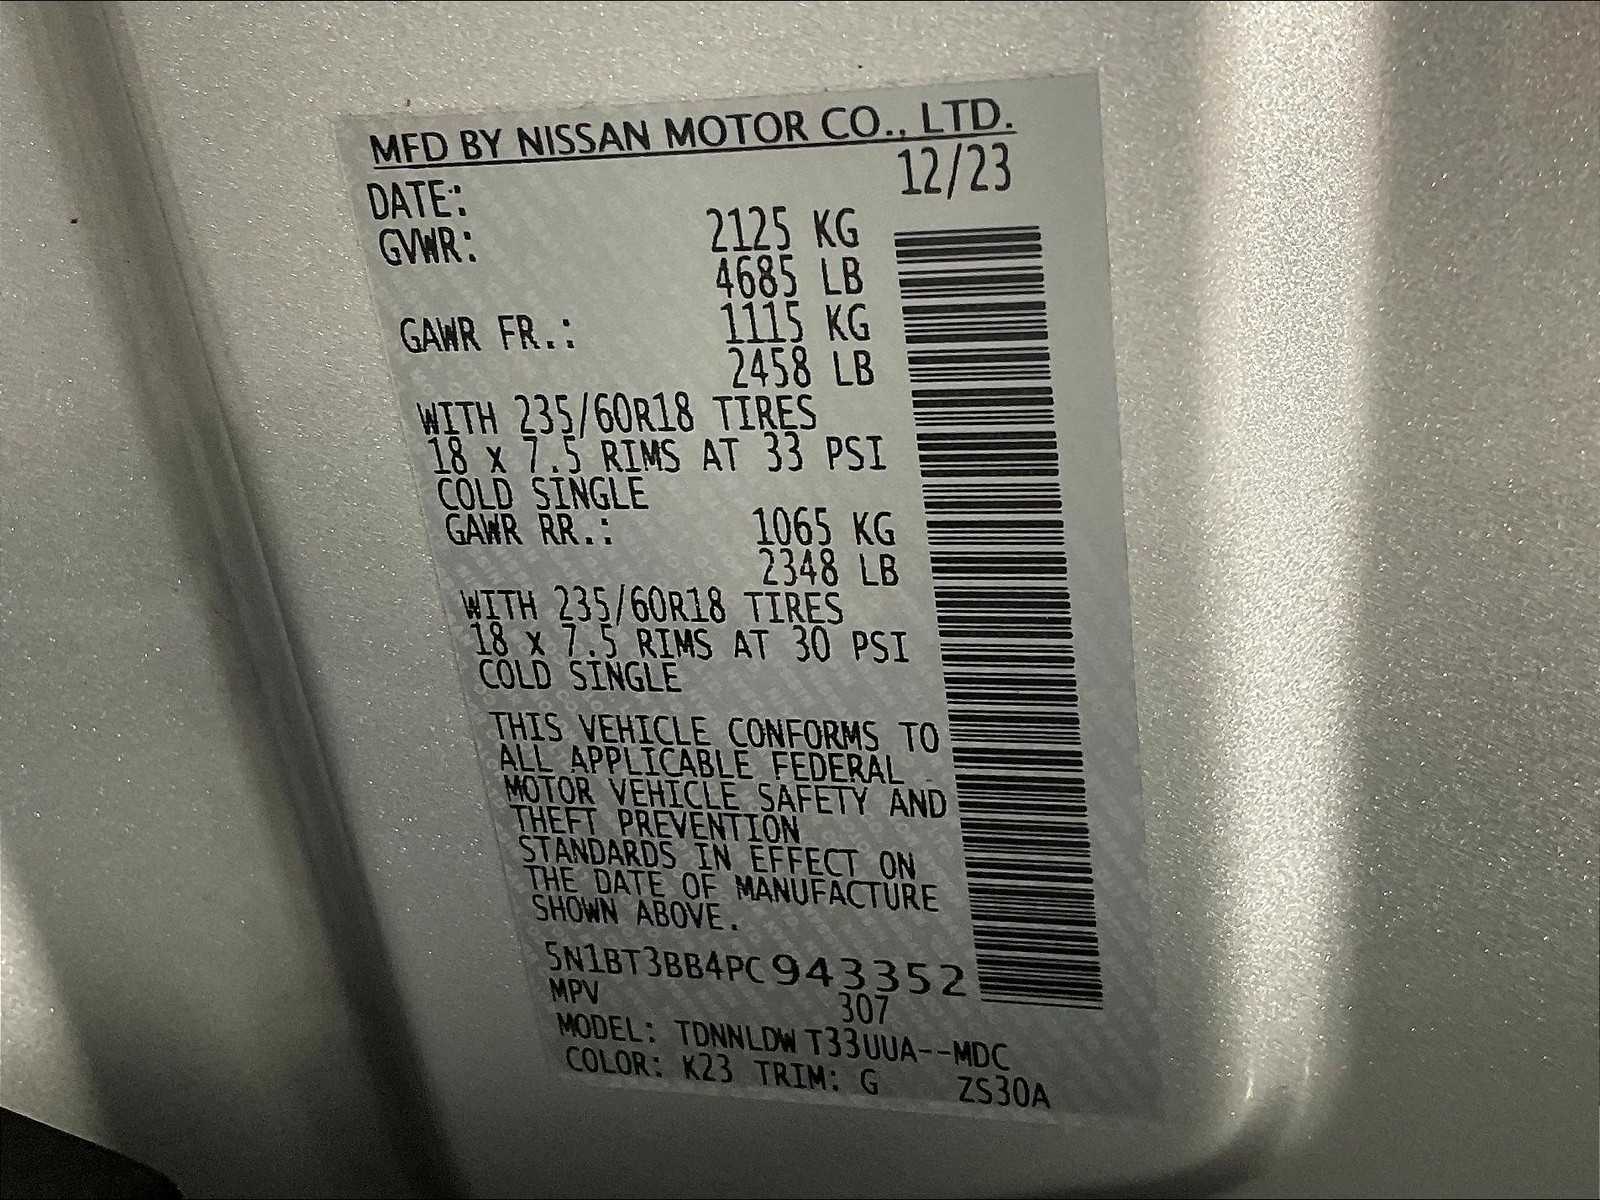 MFD BY NISSAN MOTOR CO., LTD.
DATE: 12/23
GVWR: 2125 KG
4685 LB
GAWR FR.: 1115 KG
2458 LB
WITH 235/60R18 TIRES
18 x 7.5 RIMS AT 33 PSI
COLD SINGLE
GAWR RR.: 1065 KG
2348 LB
WITH 235/60R18 TIRES
18 x 7.5 RIMS AT 30 PSI
COLD SINGLE
THIS VEHICLE CONFORMS TO
ALL APPLICABLE FEDERAL
MOTOR VEHICLE SAFETY AND
THEFT PREVENTION
STANDARDS IN EFFECT ON
THE DATE OF MANUFACTURE
SHOWN ABOVE.
5N1BT3BB4PC943352
MPV 307
MODEL: TDNNLDW T33UUA--MDC
COLOR: K23 TRIM: G ZS30A